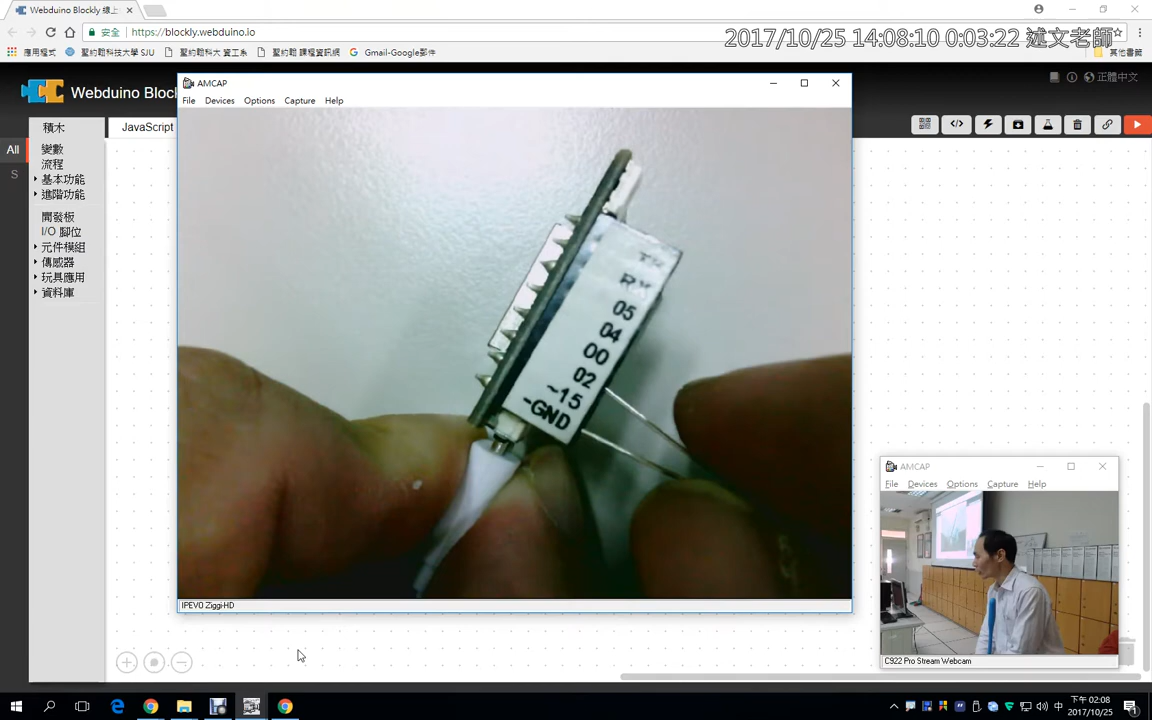 Webduino Blockly 線上
安全
https://blockly.webduino.io
2017/10/25 14:08:10 0:03:22 述文老師
應用程式
聖約翰科技大學 SJU
聖約翰科大 資工系
聖約翰 課程資訊網
Gmail-Google郵件
其他書籤
Webduino Block
正體中文
積木
JavaScript
All
S
變數
流程
基本功能
進階功能
開發板
I/O 腳位
元件模組
傳感器
玩具應用
資料庫
AMCAP
File Devices Options Capture Help
TX
RX
05
04
00
02
~15
-GND
IPEVO Ziggi-HD
AMCAP
File Devices Options Capture Help
C922 Pro Stream Webcam
中
下午 02:08
2017/10/25